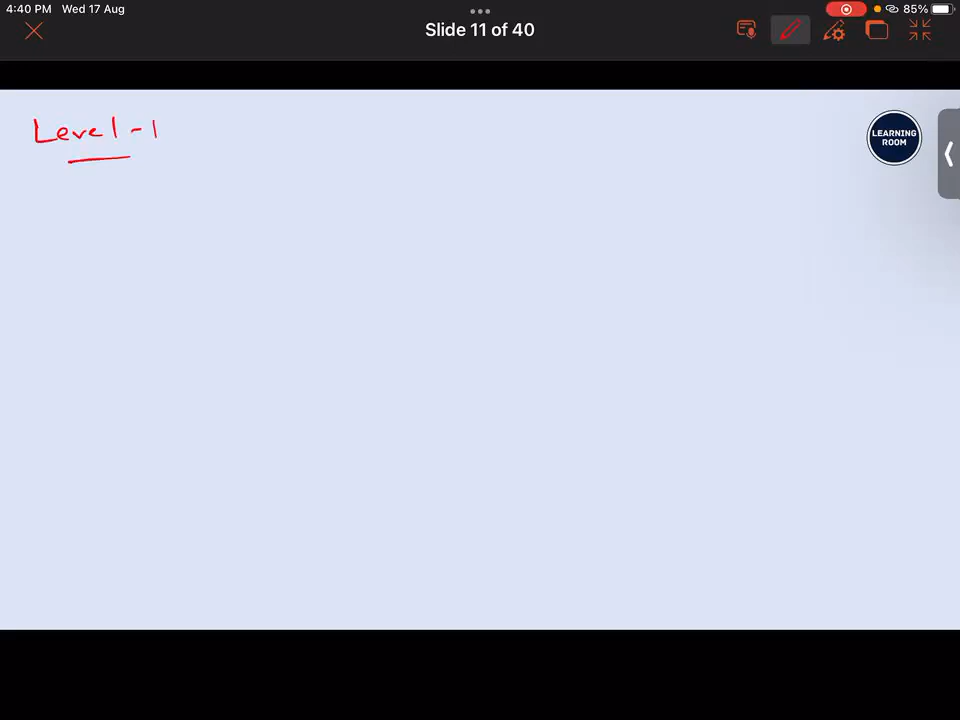 4:40 PM Wed 17 Aug
85%
Slide 11 of 40
Level-1
LEARNING
ROOM